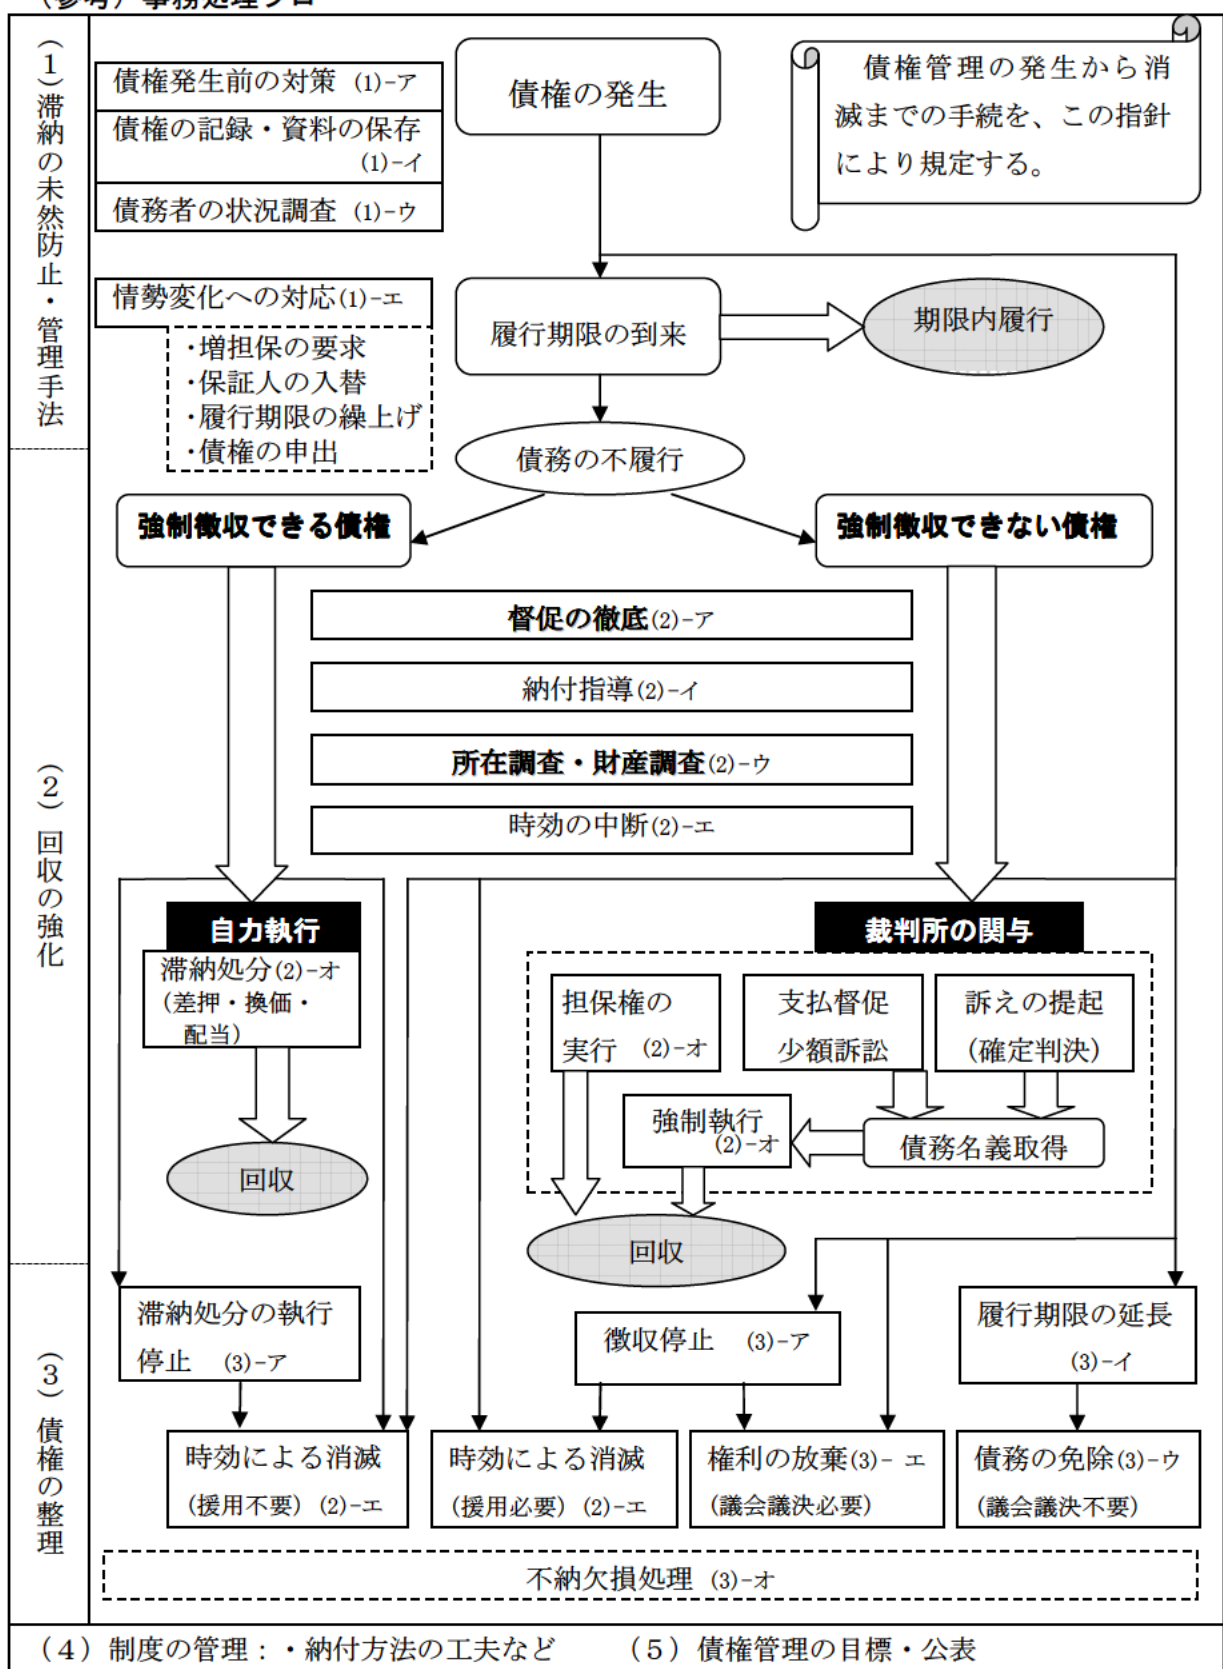 （参考）事務処理フロー
（１）滞納の未然防止・管理手法
債権発生前の対策 (1)-ア
債権の記録・資料の保存
(1)-イ
債務者の状況調査 (1)-ウ
債権の発生
債権管理の発生から消
滅までの手続を、この指針
により規定する。
情勢変化への対応(1)-エ
・増担保の要求
・保証人の入替
・履行期限の繰上げ
・債権の申出
履行期限の到来
期限内履行
債務の不履行
（２）回収の強化
強制徴収できる債権
強制徴収できない債権
督促の徹底(2)-ア
納付指導(2)-イ
所在調査・財産調査(2)-ウ
時効の中断(2)-エ
自力執行
滞納処分(2)-オ
(差押・換価・
配当)
回収
裁判所の関与
担保権の
実行 (2)-オ
支払督促
少額訴訟
訴えの提起
(確定判決)
強制執行
(2)-オ
債務名義取得
回収
（３）債権の整理
滞納処分の執行
停止 (3)-ア
徴収停止 (3)-ア
履行期限の延長
(3)-イ
時効による消滅
(援用不要) (2)-エ
時効による消滅
(援用必要) (2)-エ
権利の放棄(3)- エ
(議会議決必要)
債務の免除(3)-ウ
(議会議決不要)
不納欠損処理 (3)-オ
（４）制度の管理：・納付方法の工夫など （５）債権管理の目標・公表